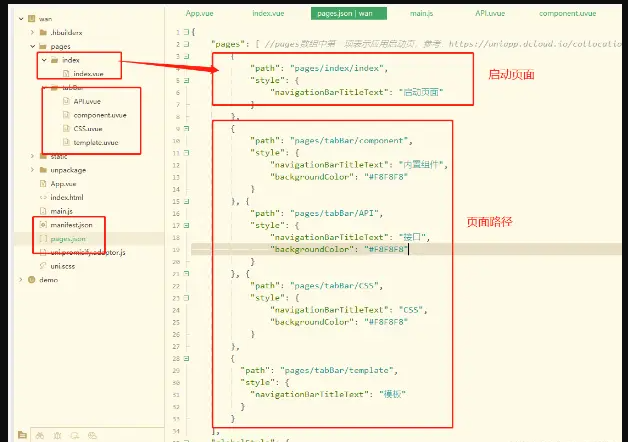 wan
.hbuilderx
pages
index
index.vue
tabBar
API.uvue
component.uvue
CSS.uvue
template.uvue
static
unpackage
App.vue
index.html
main.js
manifest.json
pages.json
uni.promisify.adaptor.js
uni.scss
demo
App.vue
index.vue
pages.json | wan
main.js
API.uvue
component.uvue
1 {
2 "pages": [ //pages数组中第一项表示应用启动页，参考 https://uniapp.dcloud.io/collocatio
"path": "pages/index/index",
5 "style": {
6 "navigationBarTitleText": "启动页面"
7 }
8 },
9 {
10 "path": "pages/tabBar/component",
11 "style": {
12 "navigationBarTitleText": "内置组件",
13 "backgroundColor": "#F8F8F8"
14 }
15 }, {
16 "path": "pages/tabBar/API",
17 "style": {
18 "navigationBarTitleText": "接口",
19 "backgroundColor": "#F8F8F8"
20 }
21 }, {
22 "path": "pages/tabBar/CSS",
23 "style": {
24 "navigationBarTitleText": "CSS",
25 "backgroundColor": "#F8F8F8"
26 }
27 },
28 {
29 "path": "pages/tabBar/template",
30 "style": {
31 "navigationBarTitleText": "模板"
32 }
33 }
34 ],
启动页面
页面路径